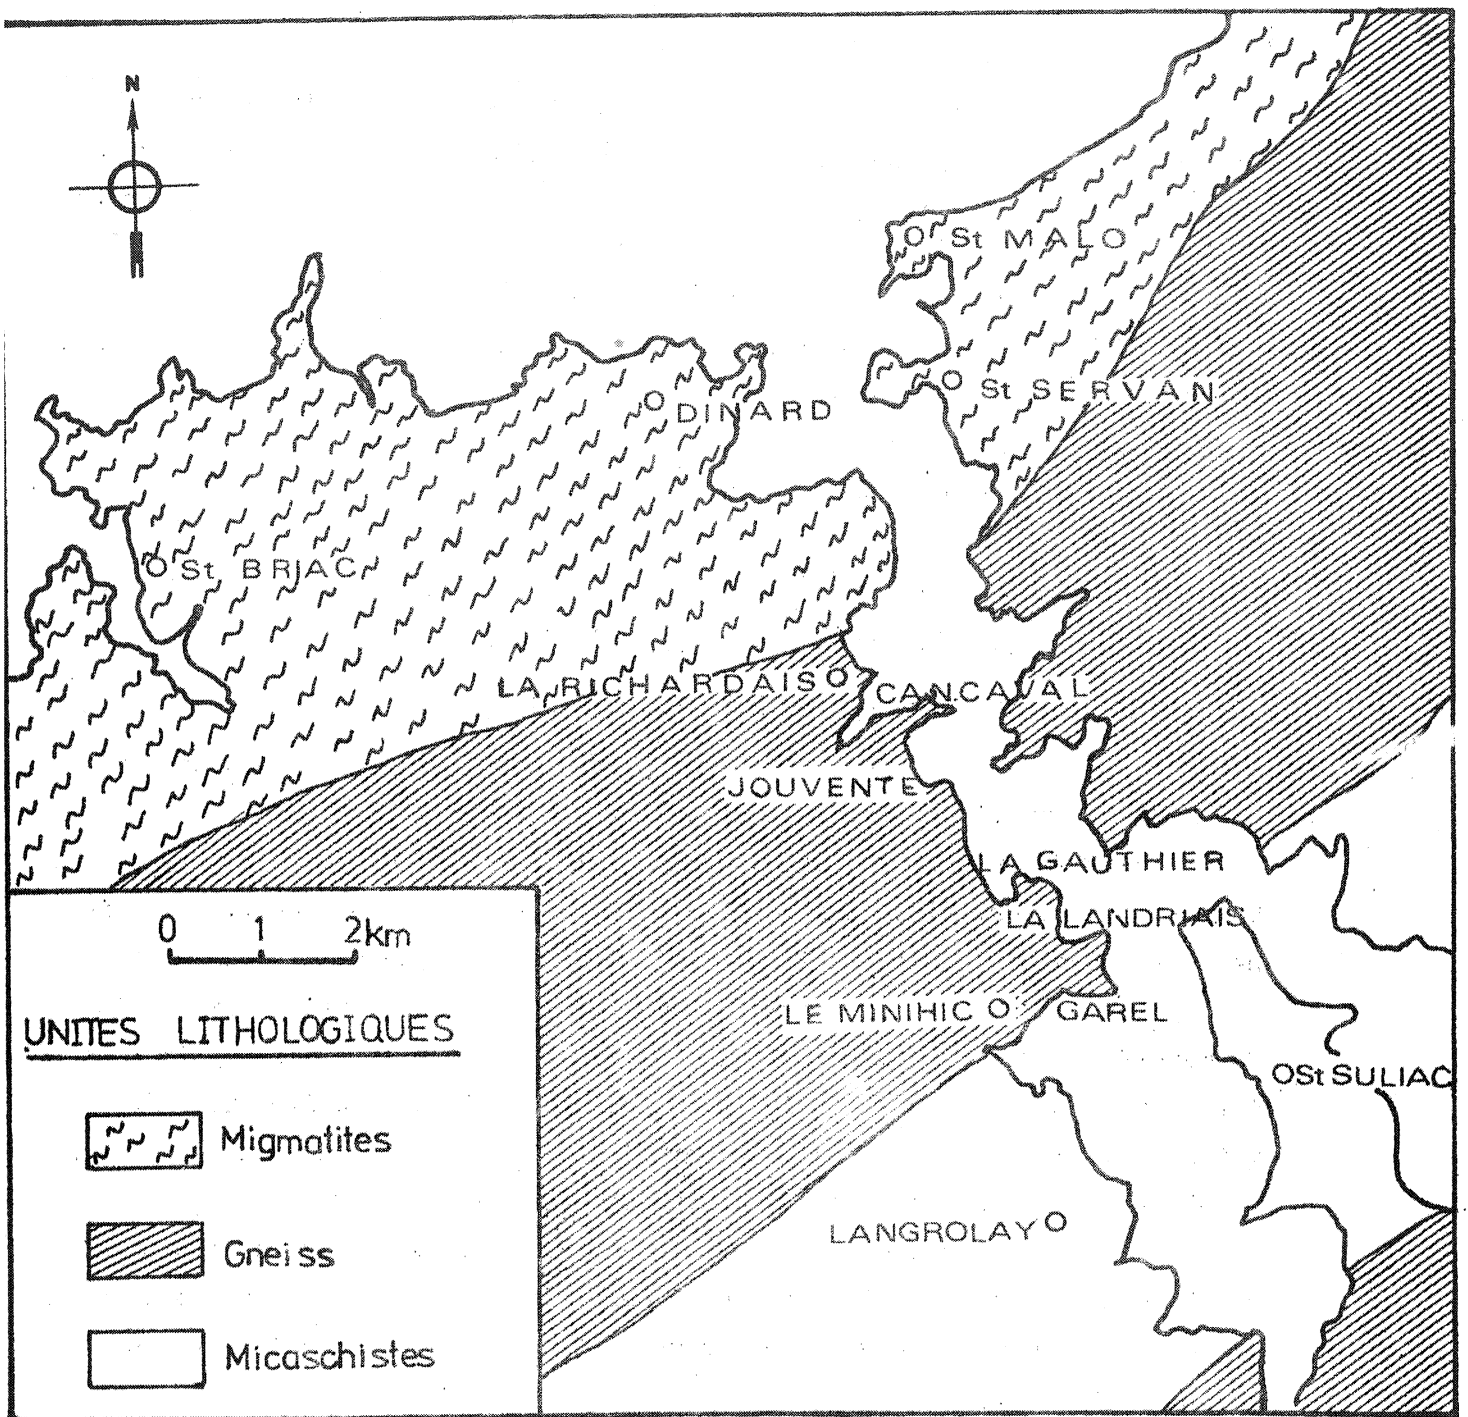 N
St MALO
St SERVAN
DINARD
St BRIAC
LA RICHARDAIS
CANCAVAL
JOUVENTE
LA GAUTHIER
LA LANDRIAIS
LE MINIHIC
GAREL
OSt SULIAC
LANGROLAY
0 1 2km
UNITES LITHOLOGIQUES
Migmatites
Gneiss
Micaschistes